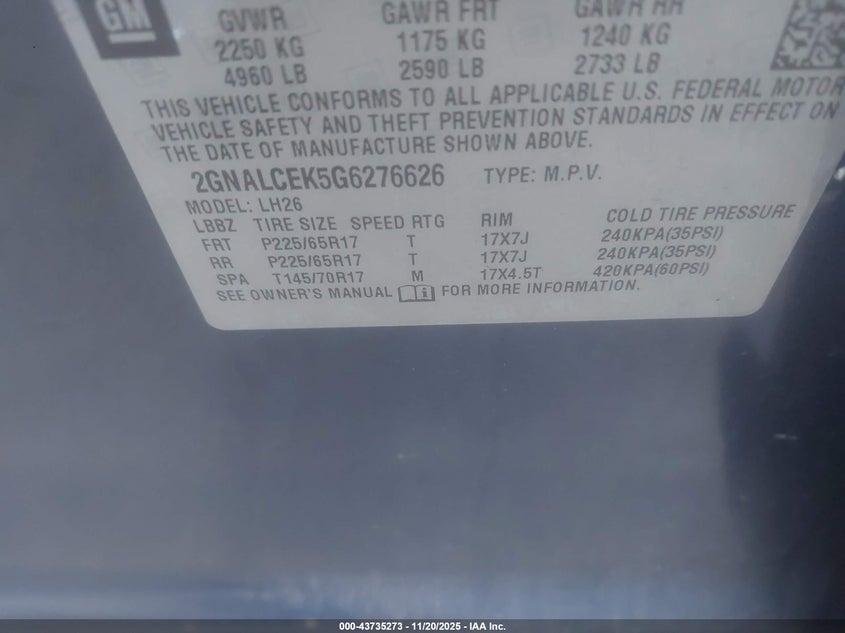 GM
GVWR GAWR FRT GAWR RR
2250 KG 1175 KG 1240 KG
4960 LB 2590 LB 2733 LB
THIS VEHICLE CONFORMS TO ALL APPLICABLE U.S. FEDERAL MOTOR
VEHICLE SAFETY AND THEFT PREVENTION STANDARDS IN EFFECT ON
THE DATE OF MANUFACTURE SHOWN ABOVE.
2GNALCEK5G6276626 TYPE: M.P.V.
MODEL: LH26
LBBZ TIRE SIZE SPEED RTG RIM COLD TIRE PRESSURE
FRT P225/65R17 T 17X7J 240KPA(35PSI)
RR P225/65R17 T 17X7J 240KPA(35PSI)
SPA T145/70R17 M 17X4.5T 420KPA(60PSI)
SEE OWNER'S MANUAL FOR MORE INFORMATION.
000-43735273 - 11/20/2025 - IAA Inc.